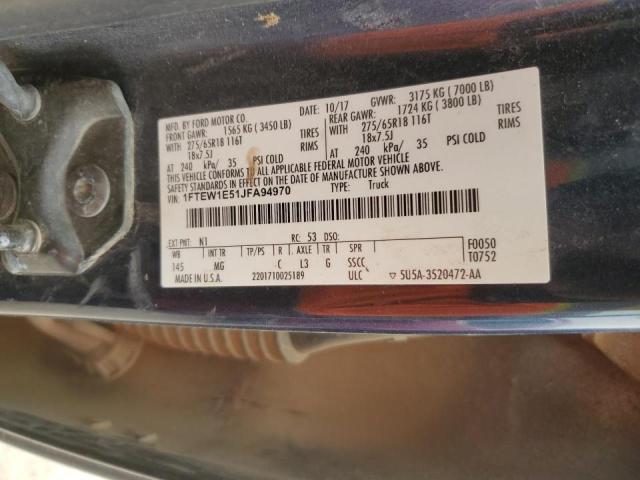 MFD. BY FORD MOTOR CO.
10/17 GVWR: 3175 KG ( 7000 LB)
FRONT GAWR: 1565 KG ( 3450 LB)
REAR GAWR: 1724 KG ( 3800 LB)
WITH 275/65R18 116T TIRES
WITH 275/65R18 116T TIRES
18x7.5J RIMS
18x7.5J RIMS
AT 240 kPa/ 35 PSI COLD
AT 240 kPa/ 35 PSI COLD
THIS VEHICLE CONFORMS TO ALL APPLICABLE FEDERAL MOTOR VEHICLE
SAFETY STANDARDS IN EFFECT ON THE DATE OF MANUFACTURE SHOWN ABOVE.
VIN: 1FTEW1E51JFA94970 TYPE: Truck
EXT PNT: N1 RC: 53 DSO: F0050
WB TP/PS R AXLE TR SPR T0752
145 MG C L3 G SSCC
MADE IN U.S.A. 2201710025189 ULC ▽ 5U5A-3520472-AA